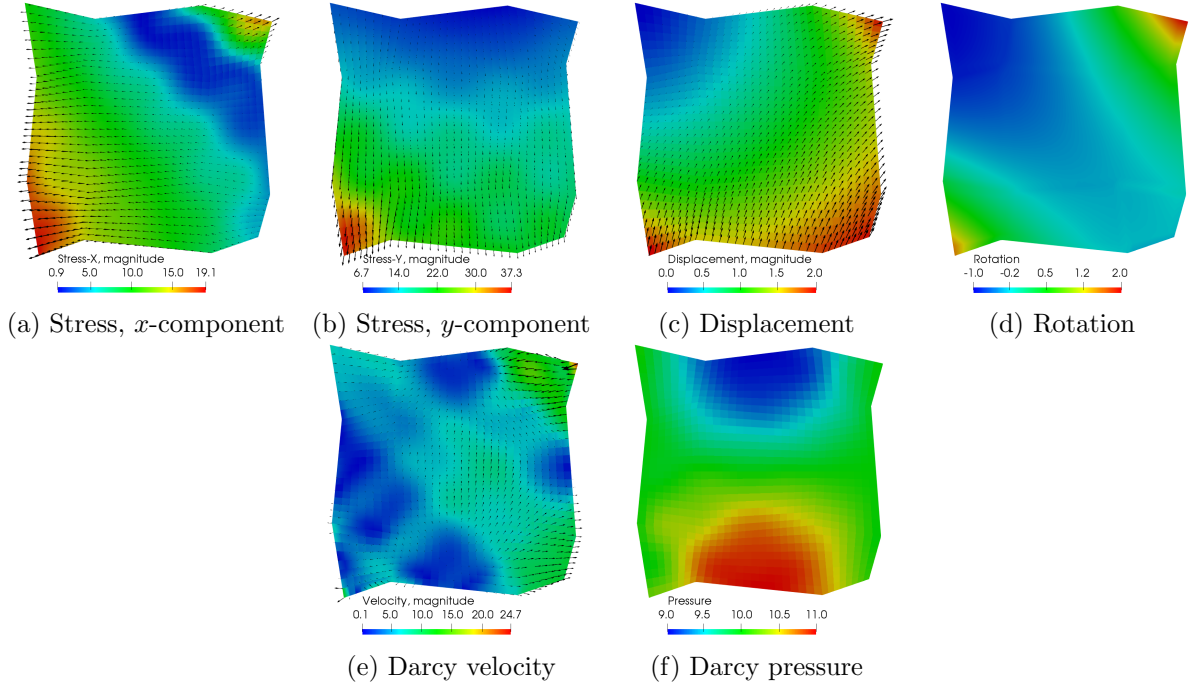 Stress-X, magnitude
0.9 5.0 10.0 15.0 19.1
Stress-Y, magnitude
6.7 14.0 22.0 30.0 37.3
Displacement, magnitude
0.0 0.5 1.0 1.5 2.0
Rotation
-1.0 -0.2 0.5 1.2 2.0
(a) Stress, x-component
(b) Stress, y-component
(c) Displacement
(d) Rotation
Velocity, magnitude
0.1 5.0 10.0 15.0 20.0 24.7
Pressure
9.0 9.5 10.0 10.5 11.0
(e) Darcy velocity
(f) Darcy pressure